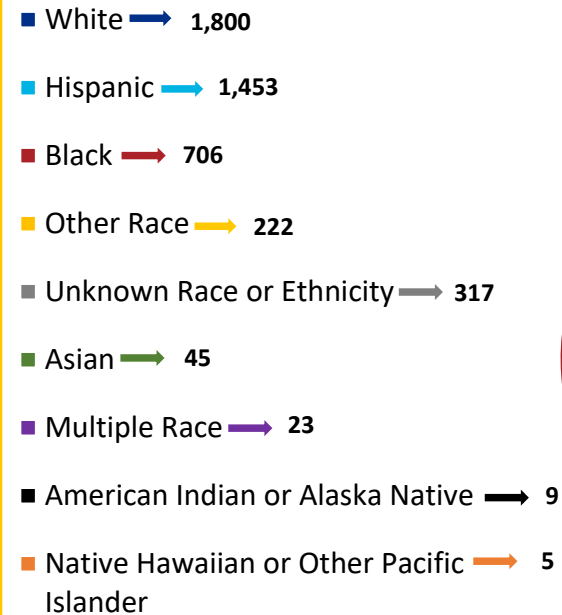 White 1,800
Hispanic 1,453
Black 706
Other Race 222
Unknown Race or Ethnicity 317
Asian 45
Multiple Race 23
American Indian or Alaska Native 9
Native Hawaiian or Other Pacific 5
Islander